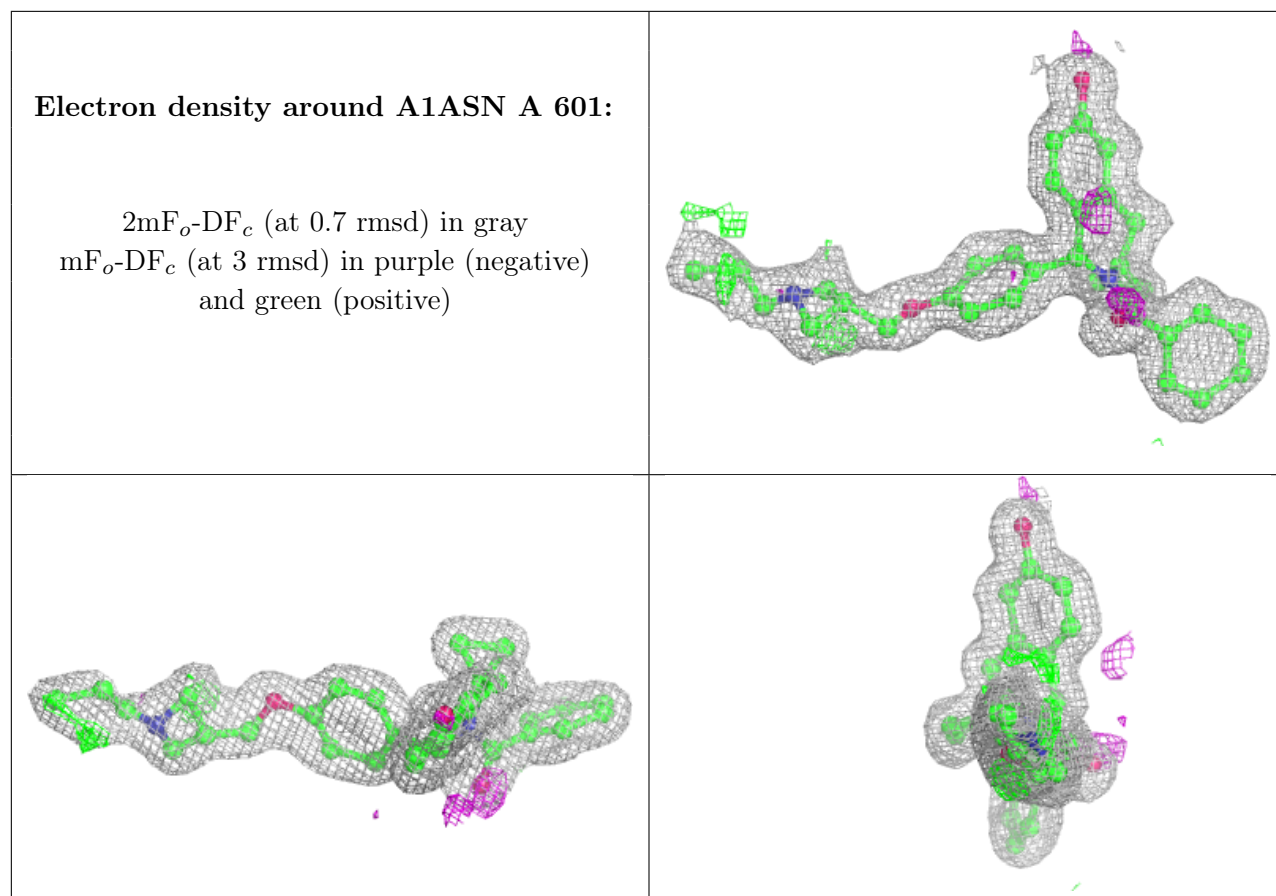 Electron density around A1ASN A 601:
2mFₒ-DF𝑐 (at 0.7 rmsd) in gray
mFₒ-DF𝑐 (at 3 rmsd) in purple (negative)
and green (positive)